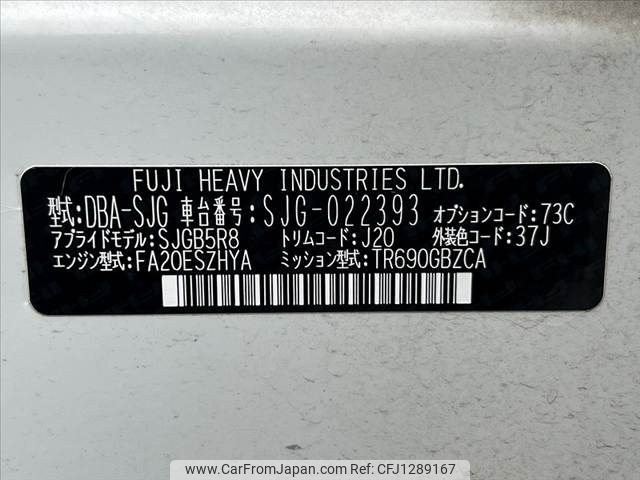 FUJI HEAVY INDUSTRIES LTD.
型式:DBA-SJG 車台番号:SJG-022393 オプションコード:73C
アプライドモデル:SJGB5R8 トリムコード:J20 外装色コード:37J
エンジン型式:FA20ESZHYA ミッション型式:TR690GBZCA
CAR FROM JAPAN
www.CarFromJapan.com - CFJ1289167